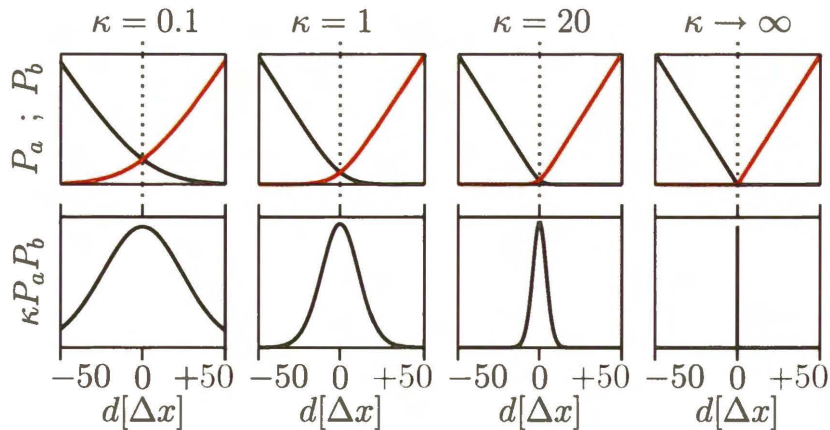 κ = 0.1 κ = 1 κ = 20 κ → ∞
P_a ; P_b
κP_aP_b
−50 0 +50 −50 0 +50 −50 0 +50 −50 0 +50
d[Δx] d[Δx] d[Δx] d[Δx]